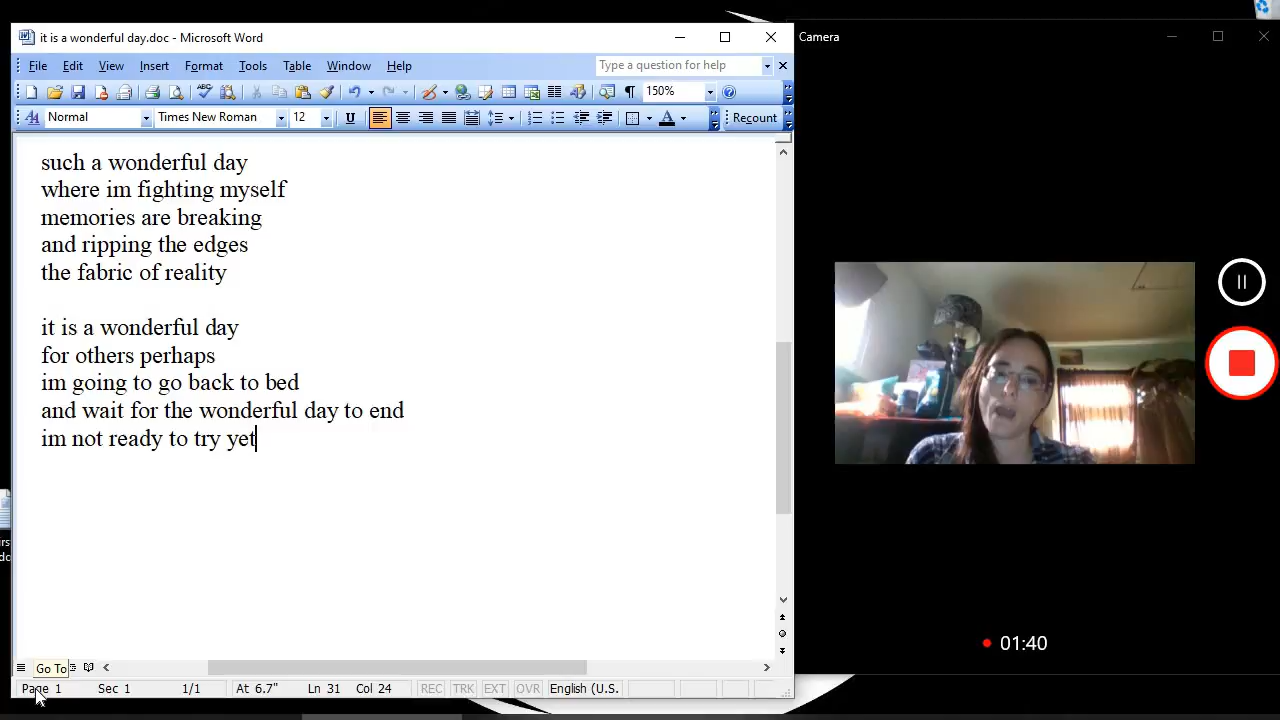 it is a wonderful day.doc - Microsoft Word
Camera
File Edit View Insert Format Tools Table Window Help
Type a question for help
150%
Normal
Times New Roman
12
Recount
such a wonderful day
where im fighting myself
memories are breaking
and ripping the edges
the fabric of reality
it is a wonderful day
for others perhaps
im going to go back to bed
and wait for the wonderful day to end
im not ready to try yet
01:40
Go To
Page 1 Sec 1 1/1 At 6.7" Ln 31 Col 24 REC TRK EXT OVR English (U.S.